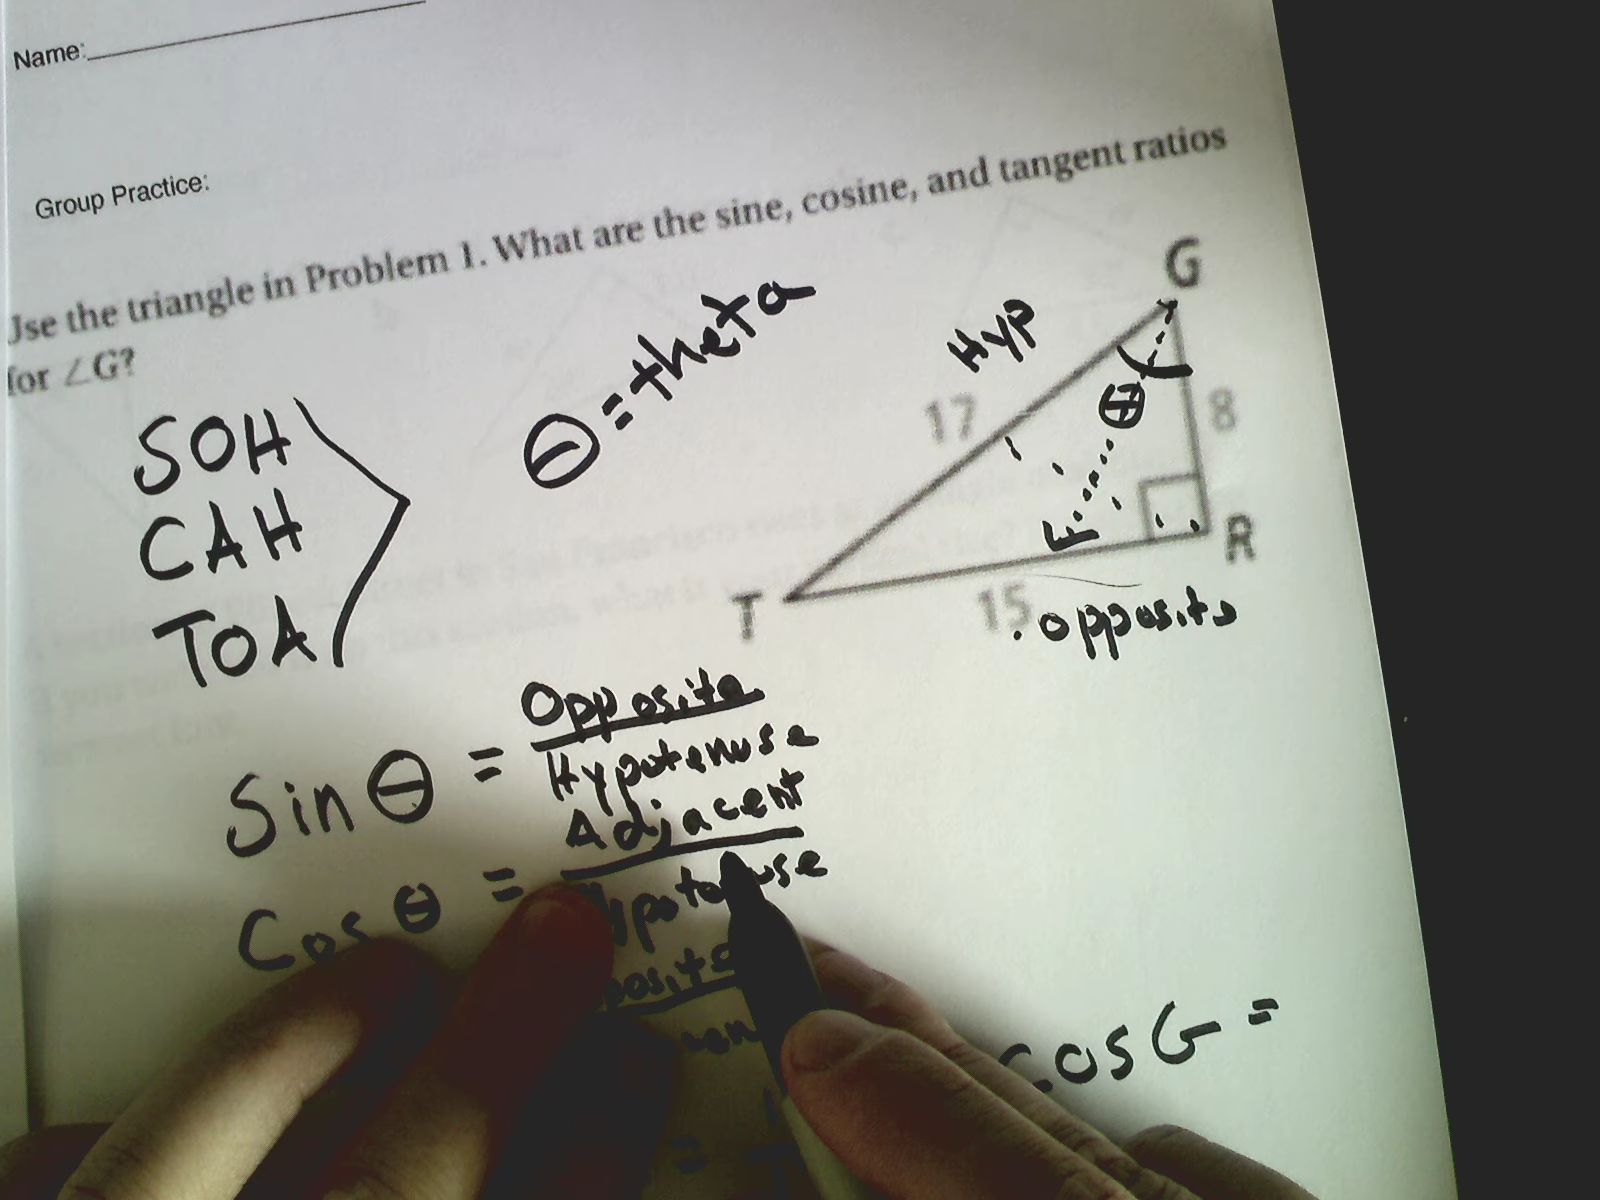 Name:
Group Practice:
Use the triangle in Problem 1. What are the sine, cosine, and tangent ratios
for ∠G?
SOH
CAH
TOA
θ = theta
G
Hyp
17
θ
8
R
T
15
opposite
Sin θ = Opposite
Hypotenuse
Cos θ = Adjacent
Hypotenuse
cos G =
=